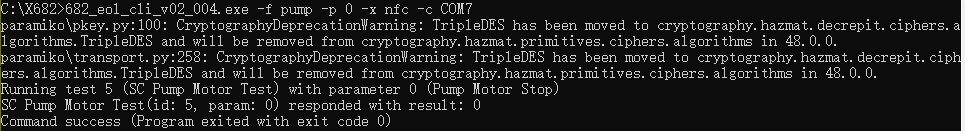 C:\X682>682_eol_cli_v02_004.exe -f pump -p 0 -x nfc -c COM7
paramiko\pkey.py:100: CryptographyDeprecationWarning: TripleDES has been moved to cryptography.hazmat.decrepit.ciphers.a
lgorithms.TripleDES and will be removed from cryptography.hazmat.primitives.ciphers.algorithms in 48.0.0.
paramiko\transport.py:258: CryptographyDeprecationWarning: TripleDES has been moved to cryptography.hazmat.decrepit.ciph
ers.algorithms.TripleDES and will be removed from cryptography.hazmat.primitives.ciphers.algorithms in 48.0.0.
Running test 5 (SC Pump Motor Test) with parameter 0 (Pump Stop)
SC Pump Motor Test(id: 5, param: 0) responded with result: 0
Command success (Program exited with exit code 0)